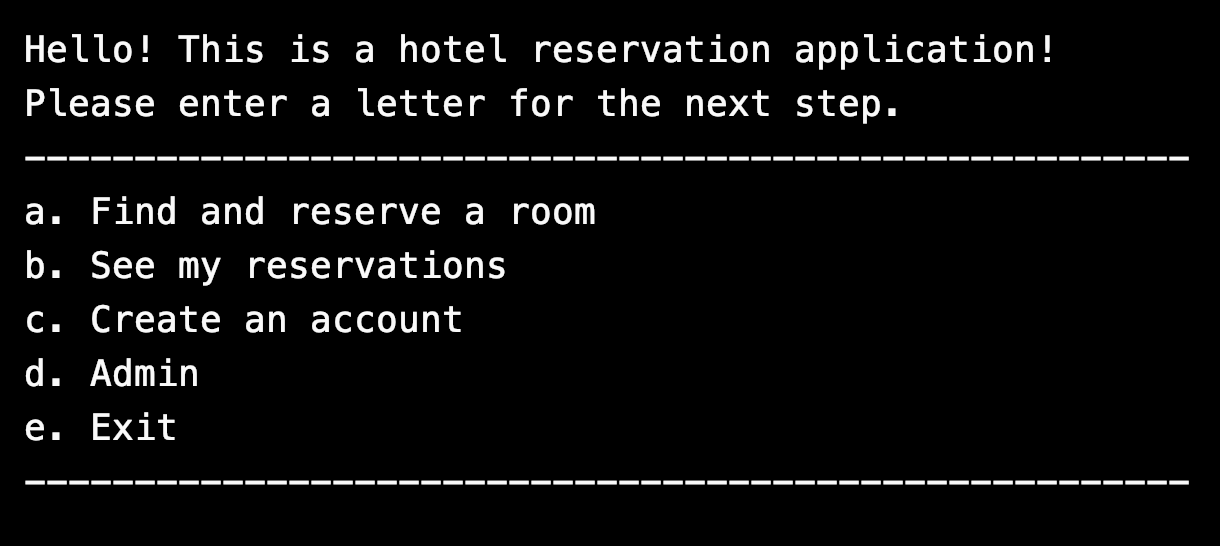 Hello! This is a hotel reservation application!
Please enter a letter for the next step.
-----------------------------------------------------
a. Find and reserve a room
b. See my reservations
c. Create an account
d. Admin
e. Exit
-----------------------------------------------------